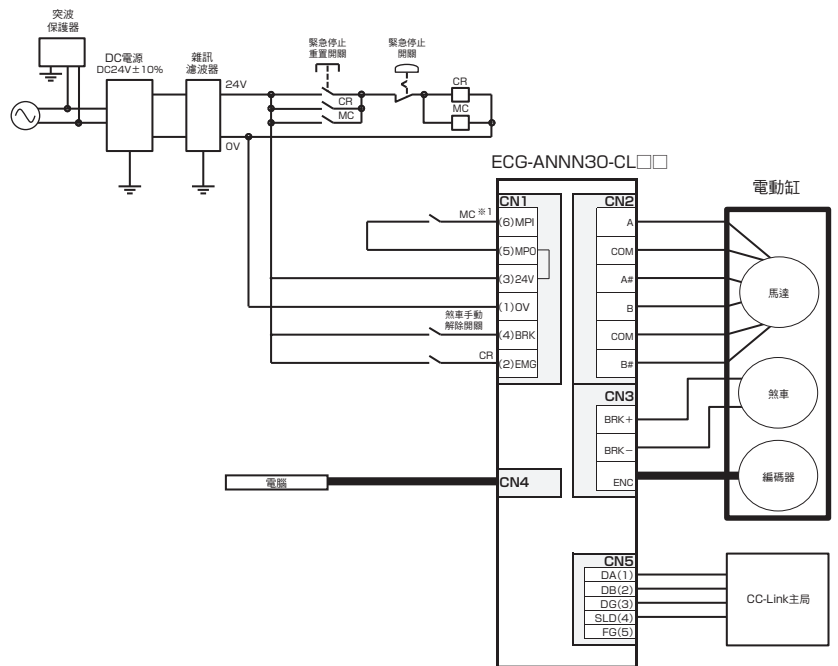 突波
保護器
DC電源
DC24V±10%
雜訊
濾波器
24V
0V
緊急停止
重置開關
緊急停止
開關
CR
MC
CR
MC
ECG-ANNN30-CL□□
電動缸
CN1
MC ※1
(6)MPI
(5)MPO
(3)24V
(1)0V
煞車手動
解除開關
(4)BRK
CR
(2)EMG
CN2
A
COM
A#
B
COM
B#
馬達
CN3
BRK+
BRK−
ENC
煞車
編碼器
電腦
CN4
CN5
DA(1)
DB(2)
DG(3)
SLD(4)
FG(5)
CC-Link主局